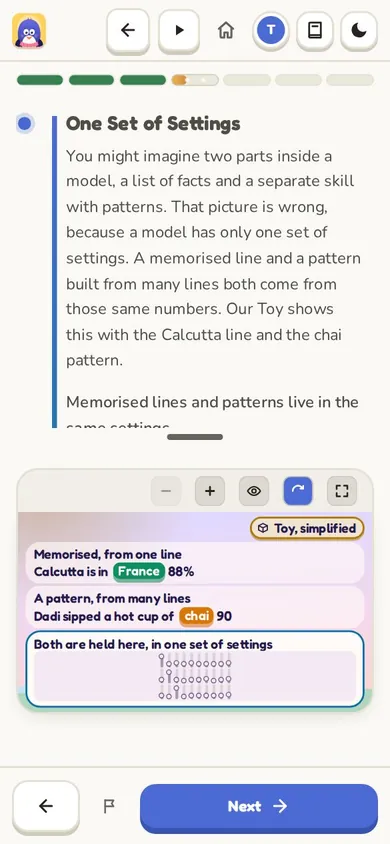 T
One Set of Settings
You might imagine two parts inside a
model, a list of facts and a separate skill
with patterns. That picture is wrong,
because a model has only one set of
settings. A memorised line and a pattern
built from many lines both come from
those same numbers. Our Toy shows
this with the Calcutta line and the chai
pattern.
Memorised lines and patterns live in the
same settings
Toy, simplified
Memorised, from one line
Calcutta is in France 88%
A pattern, from many lines
Dadi sipped a hot cup of chai 90
Both are held here, in one set of settings
Next